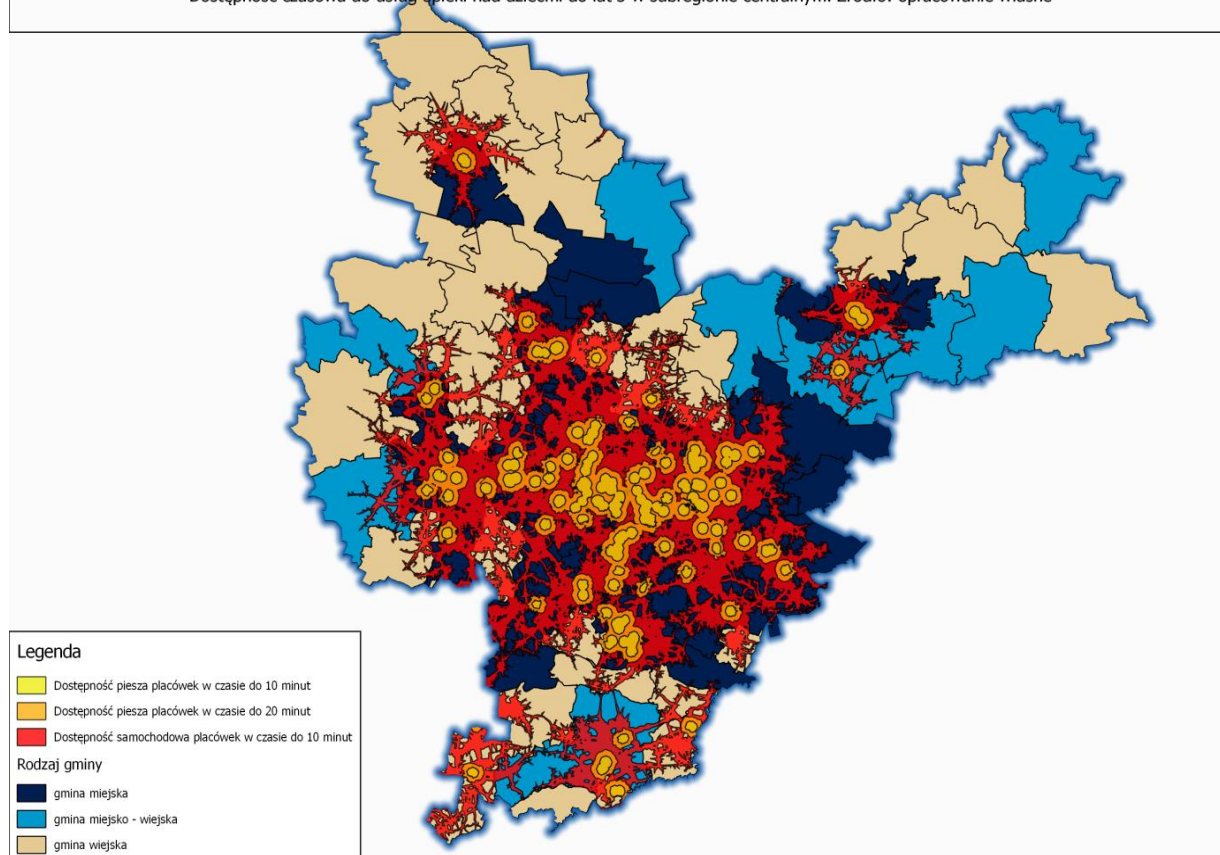 Dostępność czasowa do usług opieki nad dziećmi do lat 3 w subregionie centralnym. Źródło: opracowanie własne
Legenda
Dostępność piesza placówek w czasie do 10 minut
Dostępność piesza placówek w czasie do 20 minut
Dostępność samochodowa placówek w czasie do 10 minut
Rodzaj gminy
gmina miejska
gmina miejsko - wiejska
gmina wiejska